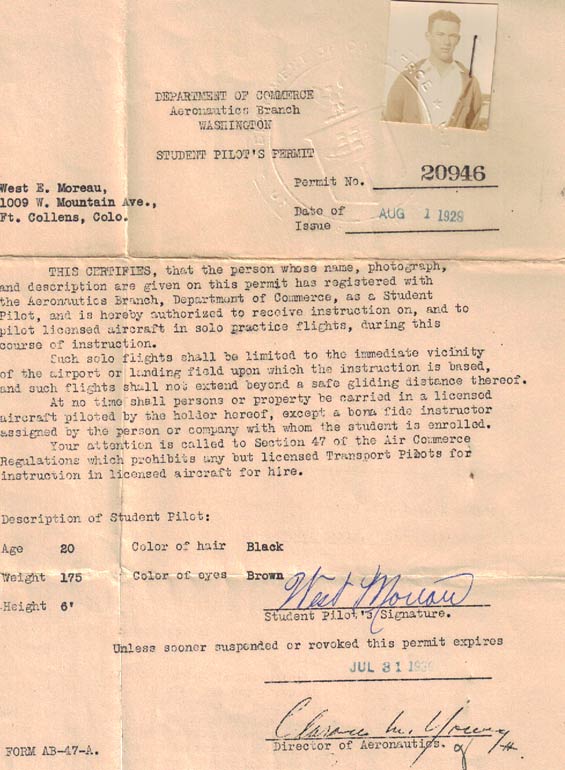 DEPARTMENT OF COMMERCE
Aeronautics Branch
WASHINGTON
STUDENT PILOT'S PERMIT
Permit No. 20946
West E. Moreau,
1009 W. Mountain Ave.,
Ft. Collens, Colo.
Date of
Issue AUG 1 1928
THIS CERTIFIES, that the person whose name, photograph,
and description are given on this permit has registered with
the Aeronautics Branch, Department of Commerce, as a Student
Pilot, and is hereby authorized to receive instruction on, and to
pilot licensed aircraft in solo practice flights, during this
course of instruction.
Such solo flights shall be limited to the immediate vicinity
of the airport or landing field upon which the instruction is based,
and such flights shall not extend beyond a safe gliding distance thereof.
At no time shall persons or property be carried in a licensed
aircraft piloted by the holder hereof, except a bona fide instructor
assigned by the person or company with whom the student is enrolled.
Your attention is called to Section 47 of the Air Commerce
Regulations which prohibits any but licensed Transport Pilots for
instruction in licensed aircraft for hire.
Description of Student Pilot:
Age 20 Color of hair Black
Weight 175 Color of eyes Brown
Height 6'
West Moreau
Student Pilot's Signature.
Unless sooner suspended or revoked this permit expires
JUL 31
Clarence M. Young
Director of Aeronautics.
FORM AB-47-A.